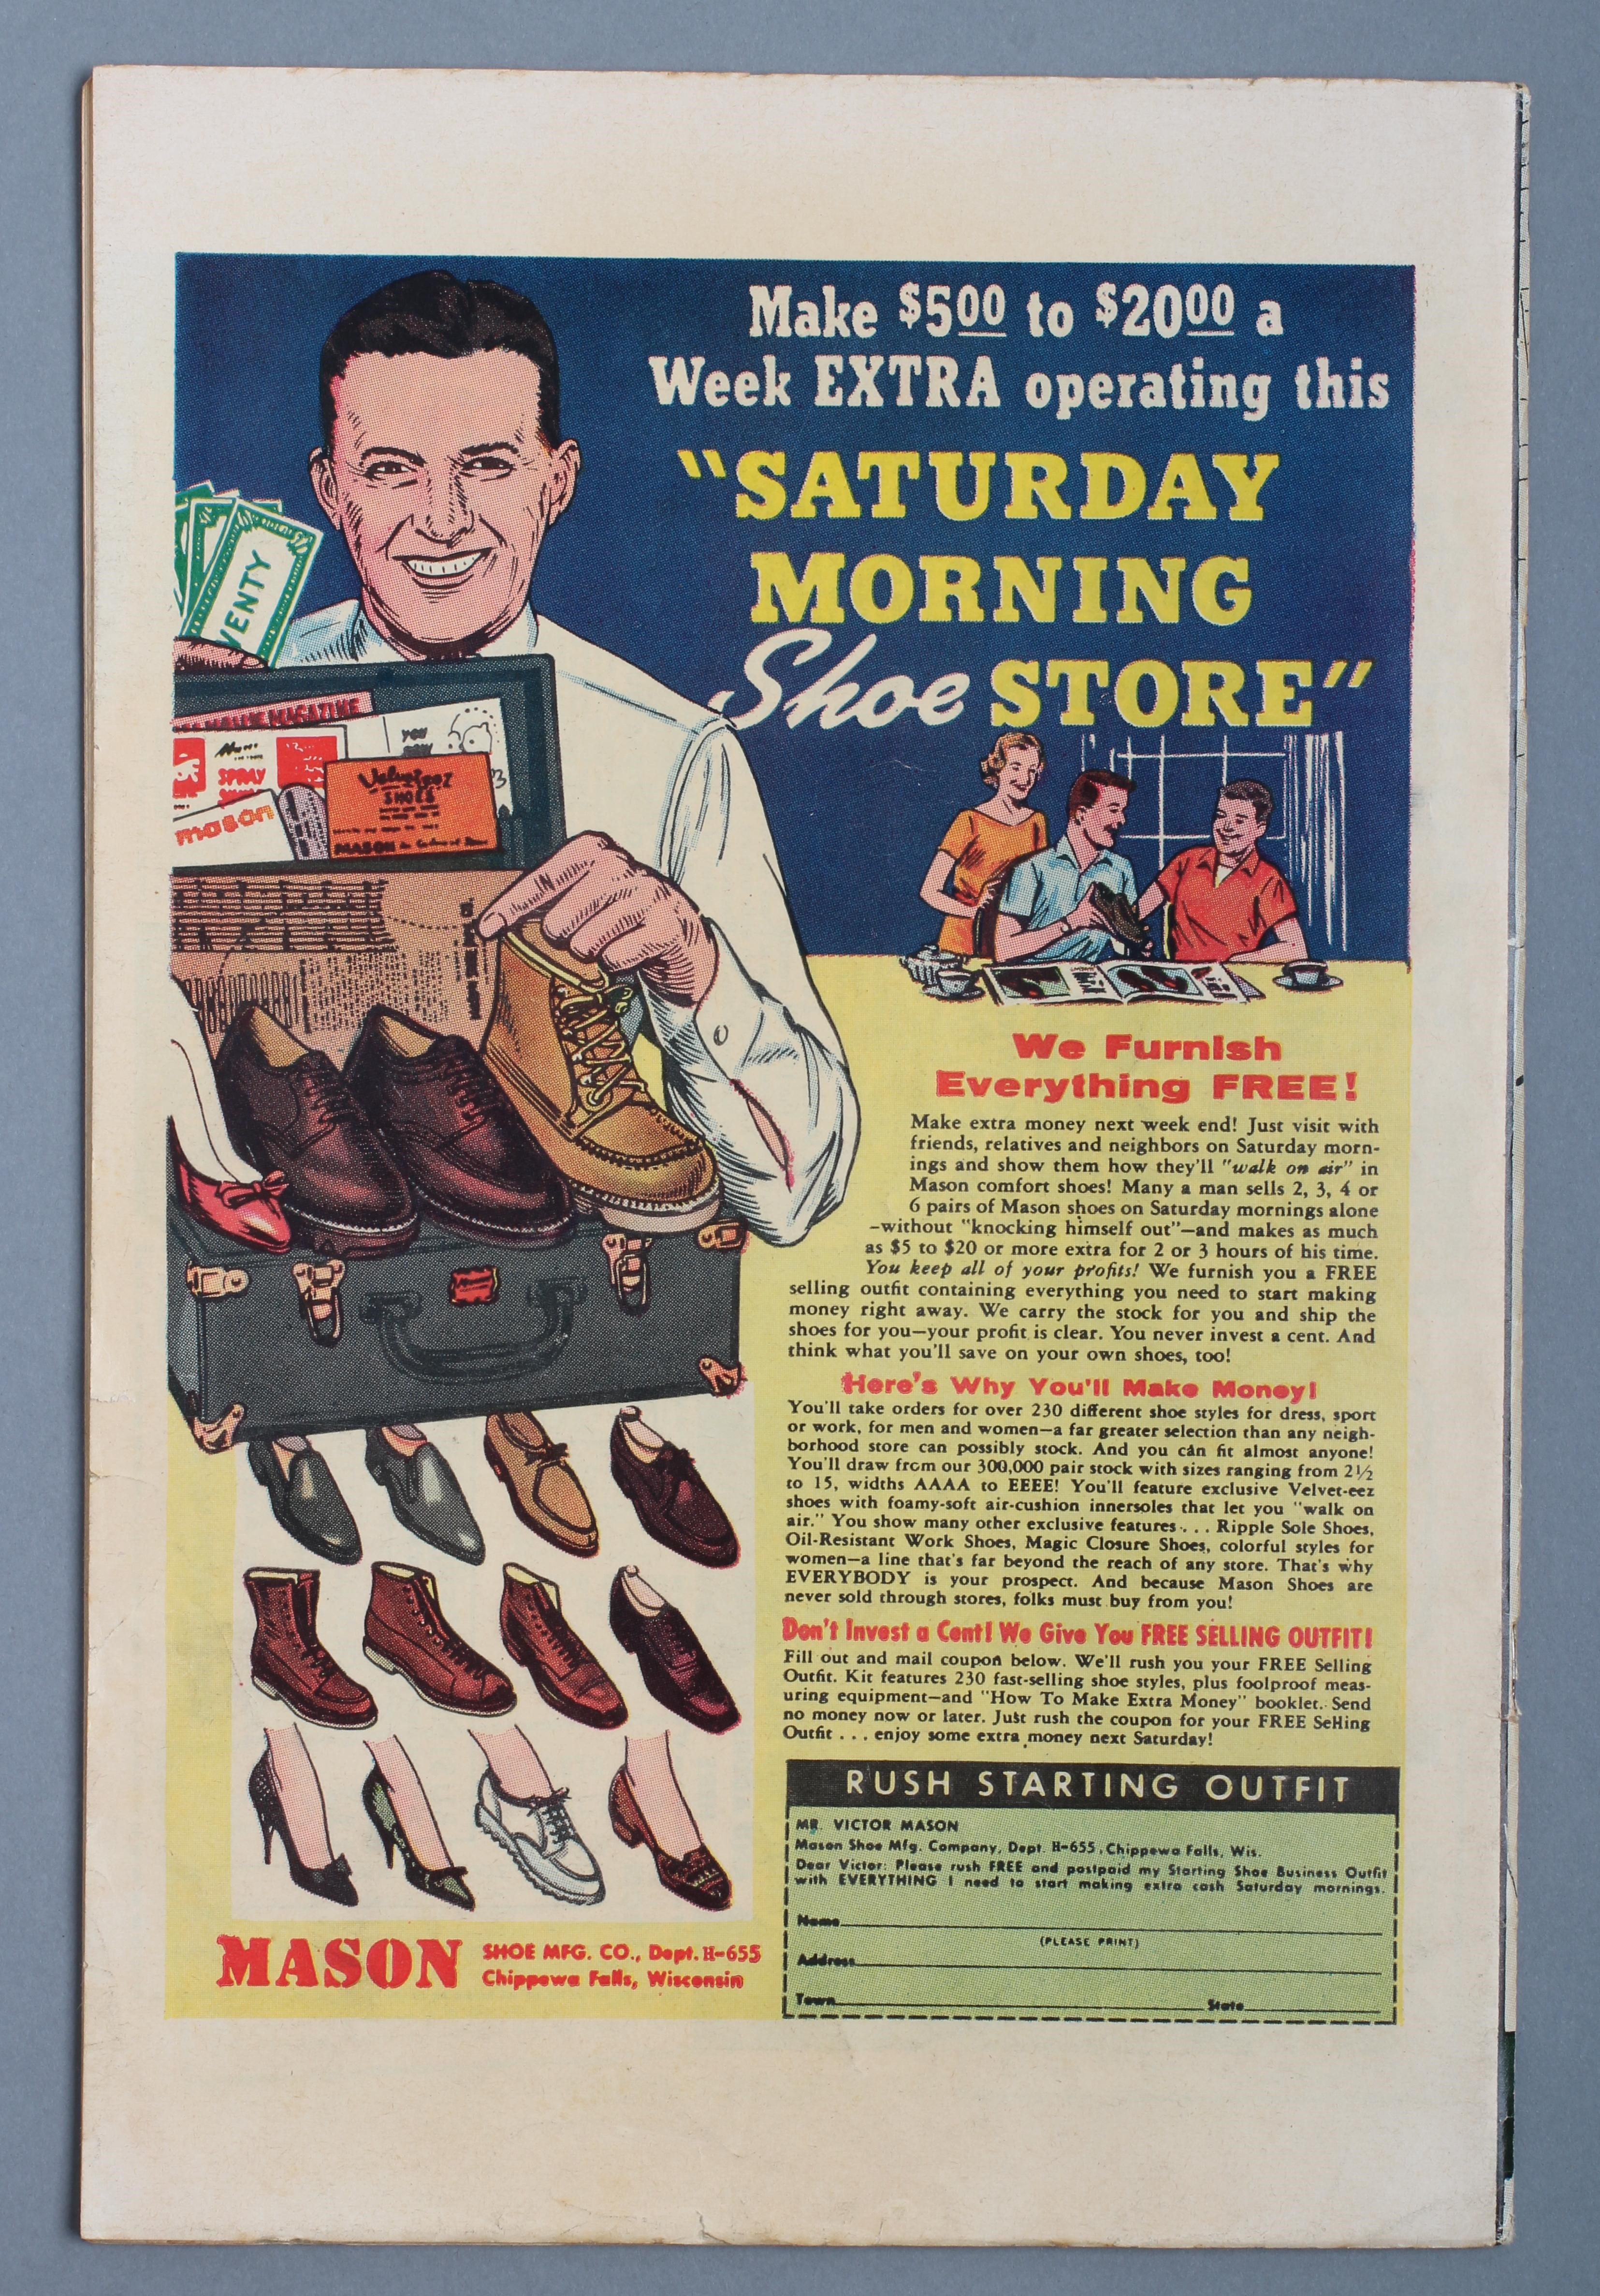 Make $5.00 to $20.00 a
Week EXTRA operating this
"SATURDAY
MORNING
Shoe STORE"
VENTY
MAGAZINE
YOU
SPRAY
mason
Velveteez
SHOES
MASON
We Furnish
Everything FREE!
Make extra money next week end! Just visit with
friends, relatives and neighbors on Saturday morn-
ings and show them how they'll "walk on air" in
Mason comfort shoes! Many a man sells 2, 3, 4 or
6 pairs of Mason shoes on Saturday mornings alone
—without "knocking himself out"—and makes as much
as $5 to $20 or more extra for 2 or 3 hours of his time.
You keep all of your profits! We furnish you a FREE
selling outfit containing everything you need to start making
money right away. We carry the stock for you and ship the
shoes for you—your profit is clear. You never invest a cent. And
think what you'll save on your own shoes, too!
Here's Why You'll Make Money!
You'll take orders for over 230 different shoe styles for dress, sport
or work, for men and women—a far greater selection than any neigh-
borhood store can possibly stock. And you can fit almost anyone!
You'll draw from our 300,000 pair stock with sizes ranging from 2½
to 15, widths AAAA to EEEE! You'll feature exclusive Velvet-eez
shoes with foamy-soft air-cushion innersoles that let you "walk on
air." You show many other exclusive features . . . Ripple Sole Shoes,
Oil-Resistant Work Shoes, Magic Closure Shoes, colorful styles for
women—a line that's far beyond the reach of any store. That's why
EVERYBODY is your prospect. And because Mason Shoes are
never sold through stores, folks must buy from you!
Don't Invest a Cent! We Give You FREE SELLING OUTFIT!
Fill out and mail coupon below. We'll rush you your FREE Selling
Outfit. Kit features 230 fast-selling shoe styles, plus foolproof meas-
uring equipment—and "How To Make Extra Money" booklet. Send
no money now or later. Just rush the coupon for your FREE Selling
Outfit . . . enjoy some extra money next Saturday!
RUSH STARTING OUTFIT
MR. VICTOR MASON
Mason Shoe Mfg. Company, Dept. H-655, Chippewa Falls, Wis.
Dear Victor: Please rush FREE and postpaid my Starting Shoe Business Outfit
with EVERYTHING I need to start making extra cash Saturday mornings.
Name
(PLEASE PRINT)
Address
Town State
MASON SHOE MFG. CO., Dept. H-655
Chippewa Falls, Wisconsin